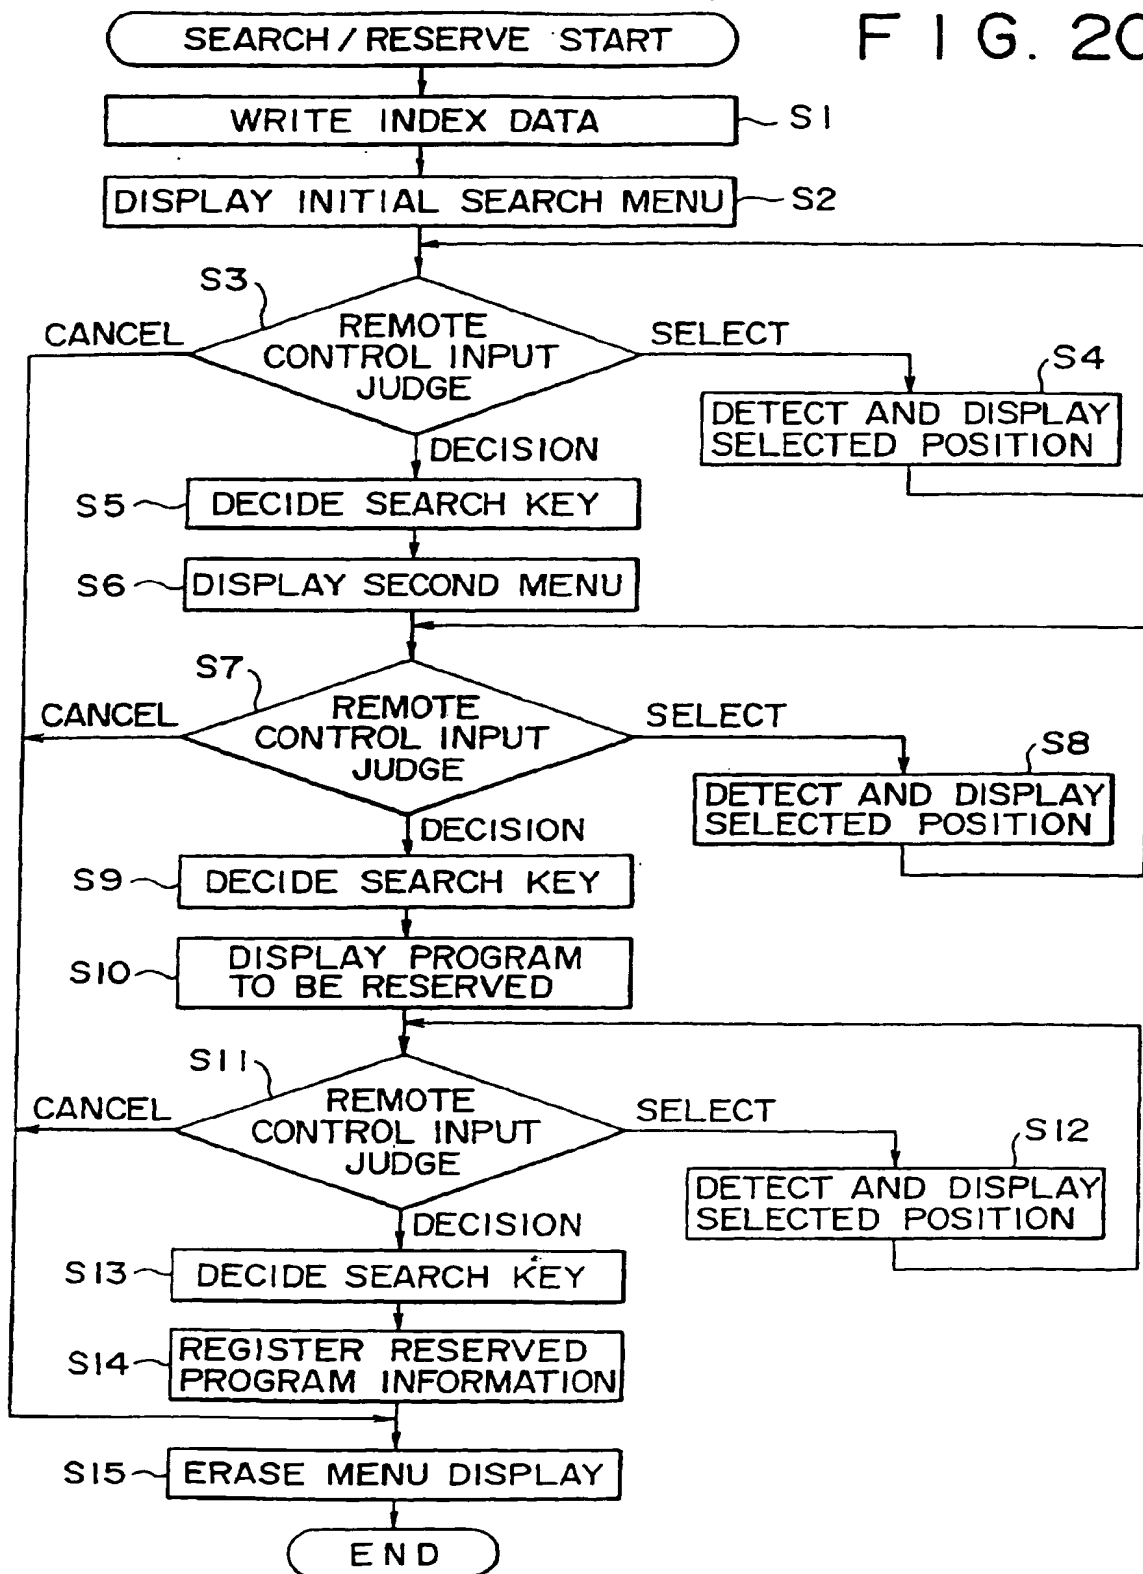 SEARCH / RESERVE START
F I G. 20
WRITE INDEX DATA
S1
DISPLAY INITIAL SEARCH MENU
S2
S3
CANCEL
REMOTE
CONTROL INPUT
JUDGE
SELECT
S4
DETECT AND DISPLAY
SELECTED POSITION
DECISION
S5
DECIDE SEARCH KEY
S6
DISPLAY SECOND MENU
S7
CANCEL
REMOTE
CONTROL INPUT
JUDGE
SELECT
S8
DETECT AND DISPLAY
SELECTED POSITION
DECISION
S9
DECIDE SEARCH KEY
S10
DISPLAY PROGRAM
TO BE RESERVED
S11
CANCEL
REMOTE
CONTROL INPUT
JUDGE
SELECT
S12
DETECT AND DISPLAY
SELECTED POSITION
DECISION
S13
DECIDE SEARCH KEY
S14
REGISTER RESERVED
PROGRAM INFORMATION
S15
ERASE MENU DISPLAY
END